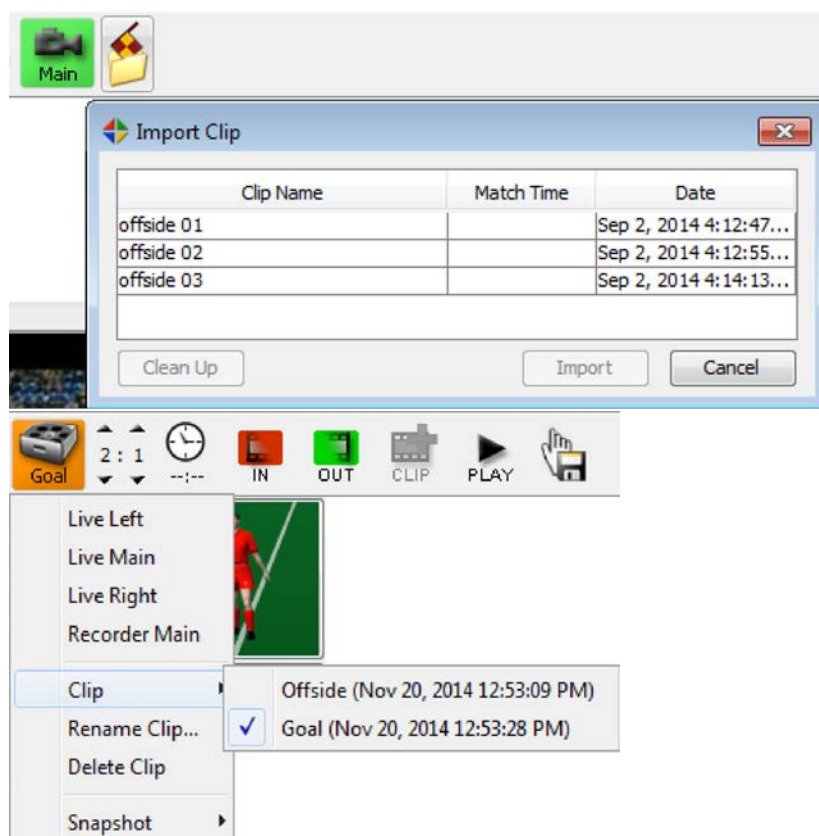 Main
Import Clip
Clip Name Match Time Date
offside 01 Sep 2, 2014 4:12:47...
offside 02 Sep 2, 2014 4:12:55...
offside 03 Sep 2, 2014 4:14:13...
Clean Up Import Cancel
Goal 2 : 1 --:-- IN OUT CLIP PLAY
Live Left
Live Main
Live Right
Recorder Main
Clip Offside (Nov 20, 2014 12:53:09 PM)
Rename Clip... Goal (Nov 20, 2014 12:53:28 PM)
Delete Clip
Snapshot